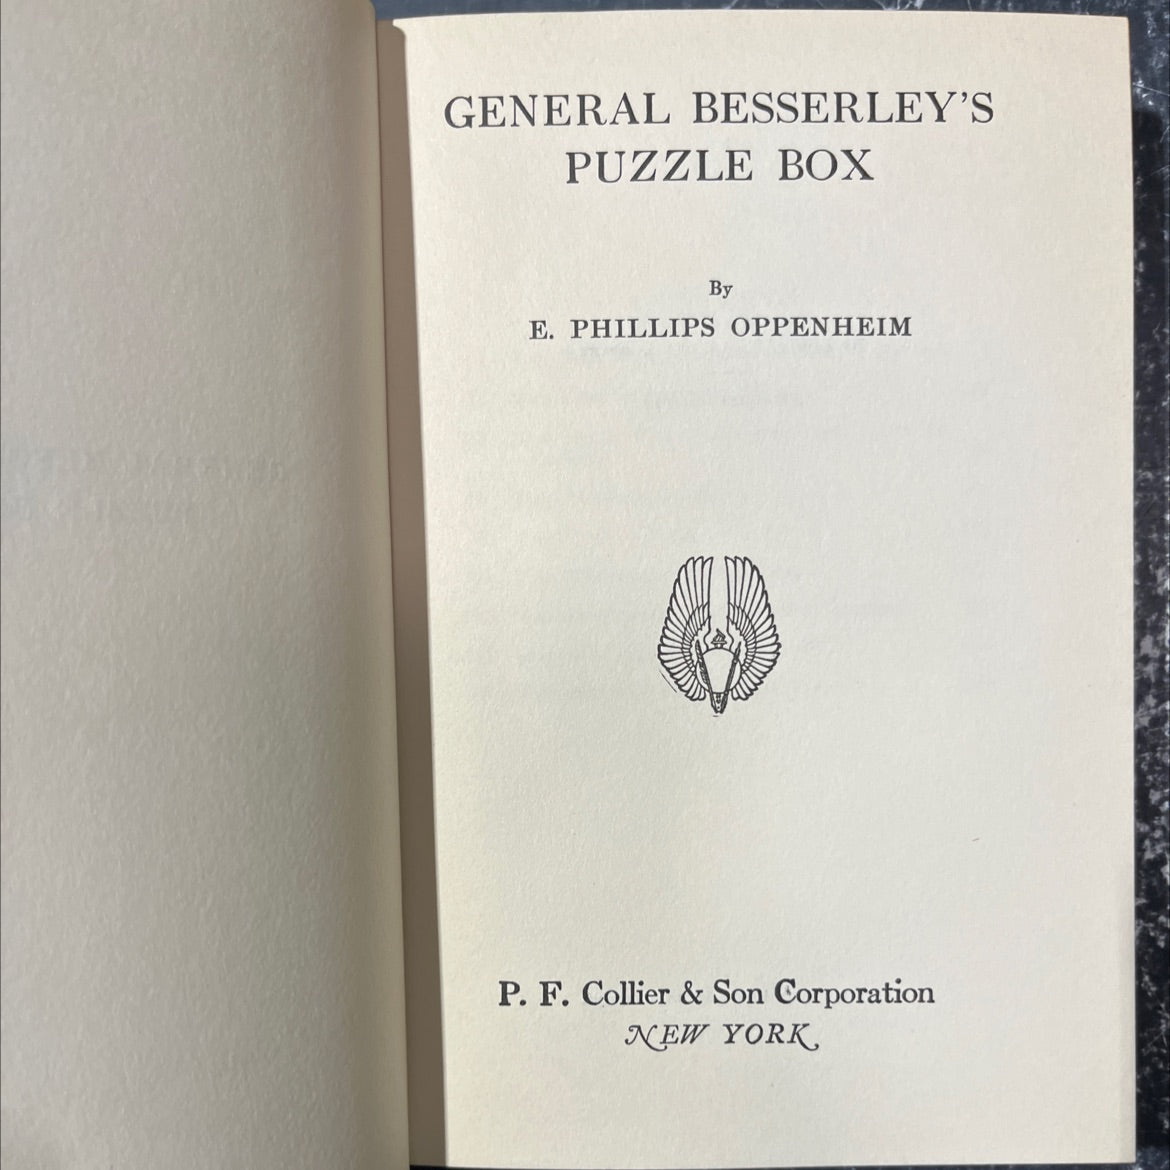 GENERAL BESSERLEY'S
PUZZLE BOX
By
E. PHILLIPS OPPENHEIM
P. F. Collier & Son Corporation
NEW YORK